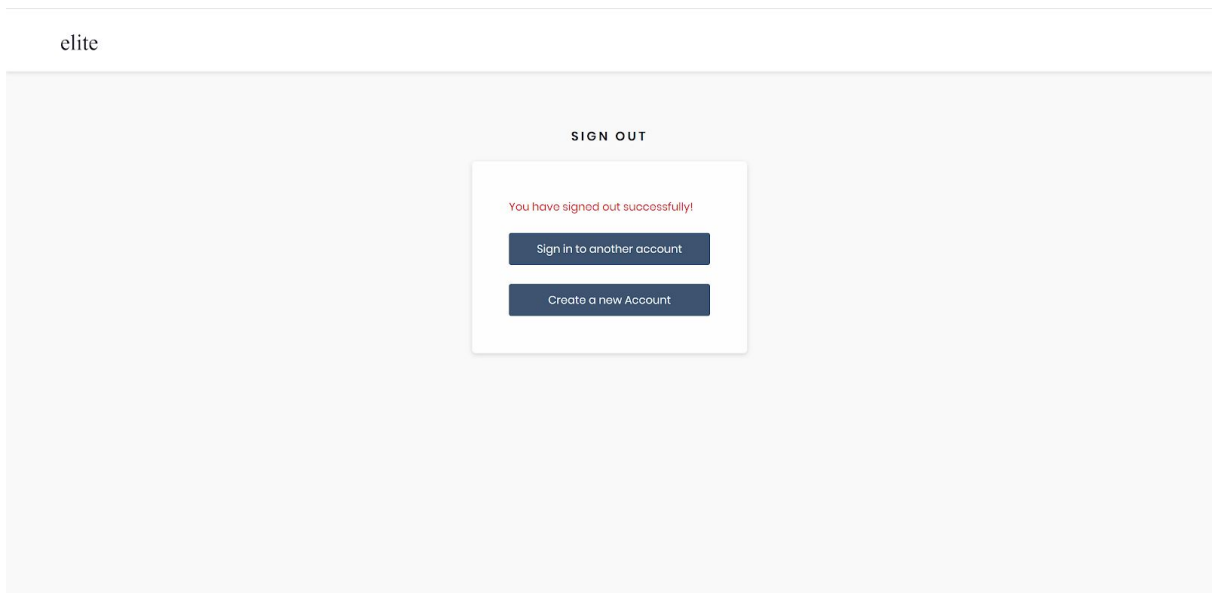 elite
SIGN OUT
You have signed out successfully!
Sign in to another account
Create a new Account